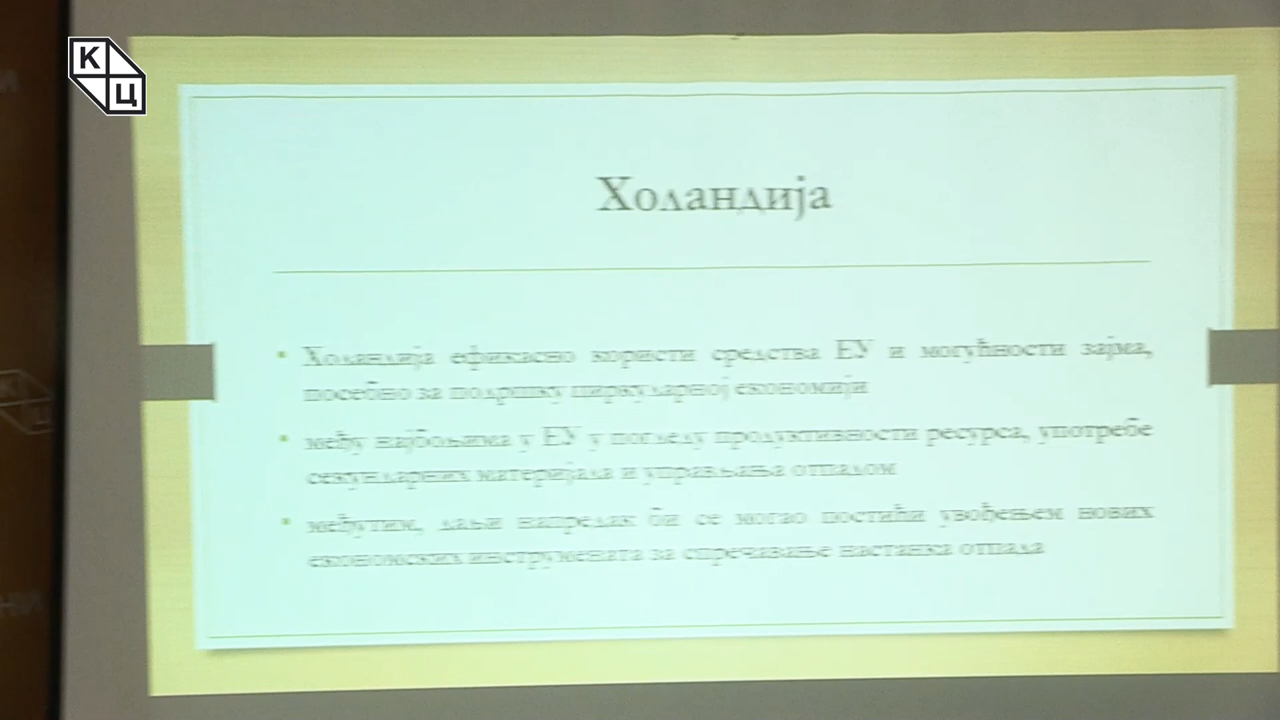 КЦ
Холандија
Холандија ефикасно користи средства ЕУ и могућности зајма,
посебно за подршку циркуларној економији
међу најбољима у ЕУ у погледу продуктивности ресурса, употребе
секундарних материјала и управљања отпадом
међутим, даљи напредак би се могао постићи увођењем нових
економских инструмената за спречавање настанка отпада